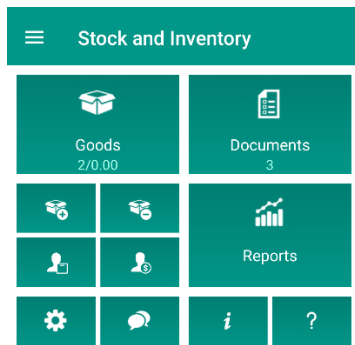 Stock and Inventory
Goods
2/0.00
Documents
3
Reports
i
?